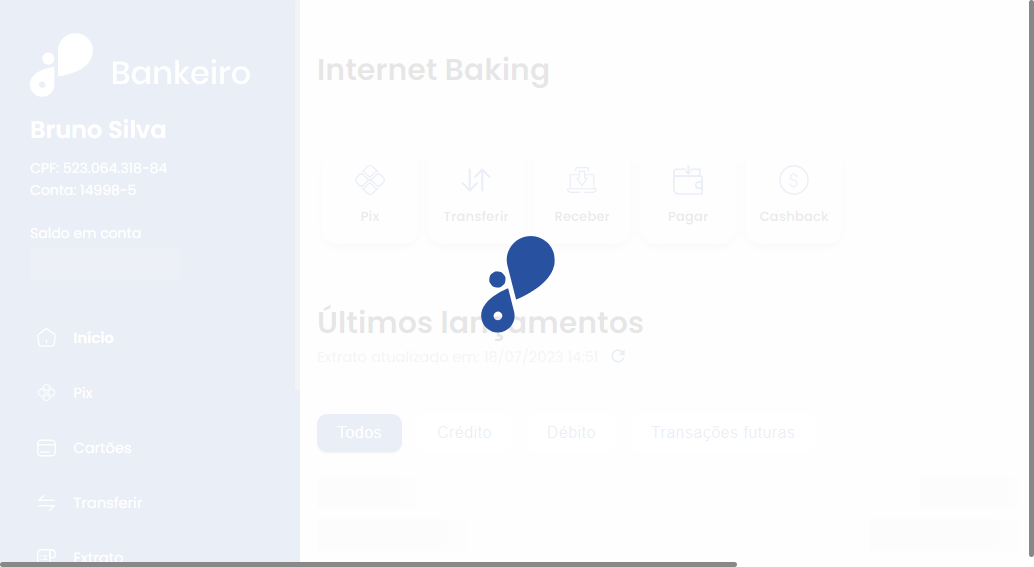 Bankeiro
Bruno Silva
CPF: 523.064.318-84
Conta: 14998-5
Saldo em conta
Início
Pix
Cartões
Transferir
Extrato
Internet Baking
Pix
Transferir
Receber
Pagar
Cashback
Últimos lançamentos
Extrato atualizado em: 18/07/2023 14:51
Todos
Crédito
Débito
Transações futuras